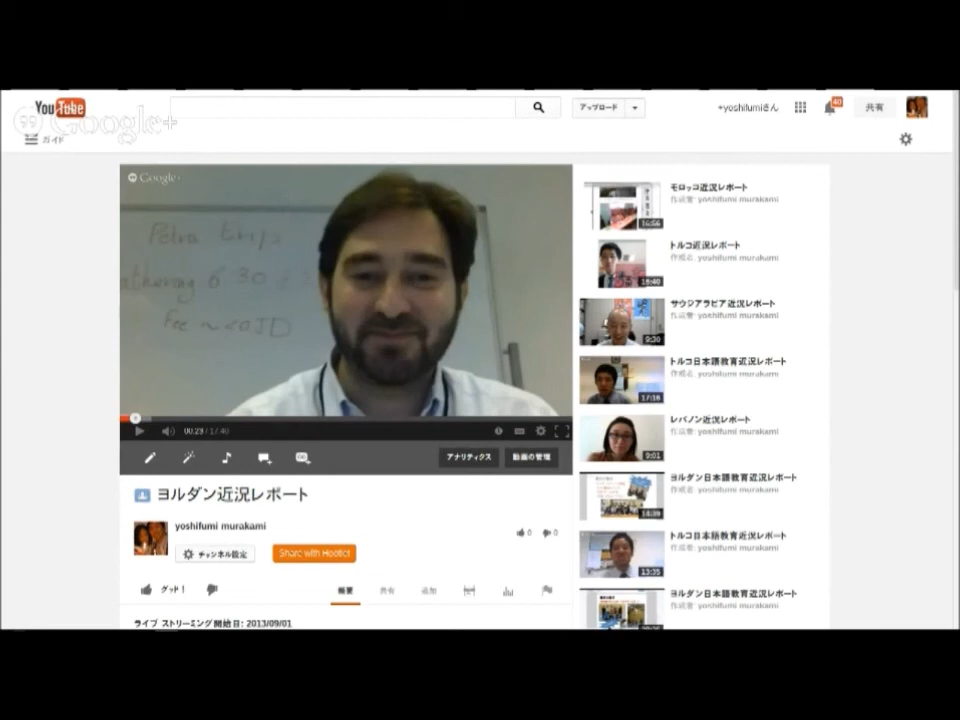 YouTube
Google+
アップロード
+yoshifumiさん
40
共有
ガイド
Google+
Petra Trip
gathering 6:30
Fee ~
00:29 / 17:40
アナリティクス
動画の管理
ヨルダン近況レポート
yoshifumi murakami
0
0
チャンネル設定
Share with Hootlet
グッド！
概要
共有
追加
ライブ ストリーミング開始日: 2013/09/01
モロッコ近況レポート
作成者: yoshifumi murakami
トルコ近況レポート
作成者: yoshifumi murakami
サウジアラビア近況レポート
作成者: yoshifumi murakami
9:30
トルコ日本語教育近況レポート
作成者: yoshifumi murakami
17:16
レバノン近況レポート
作成者: yoshifumi murakami
9:01
ヨルダン日本語教育近況レポート
作成者: yoshifumi murakami
トルコ日本語教育近況レポート
作成者: yoshifumi murakami
13:35
ヨルダン日本語教育近況レポート
作成者: yoshifumi murakami